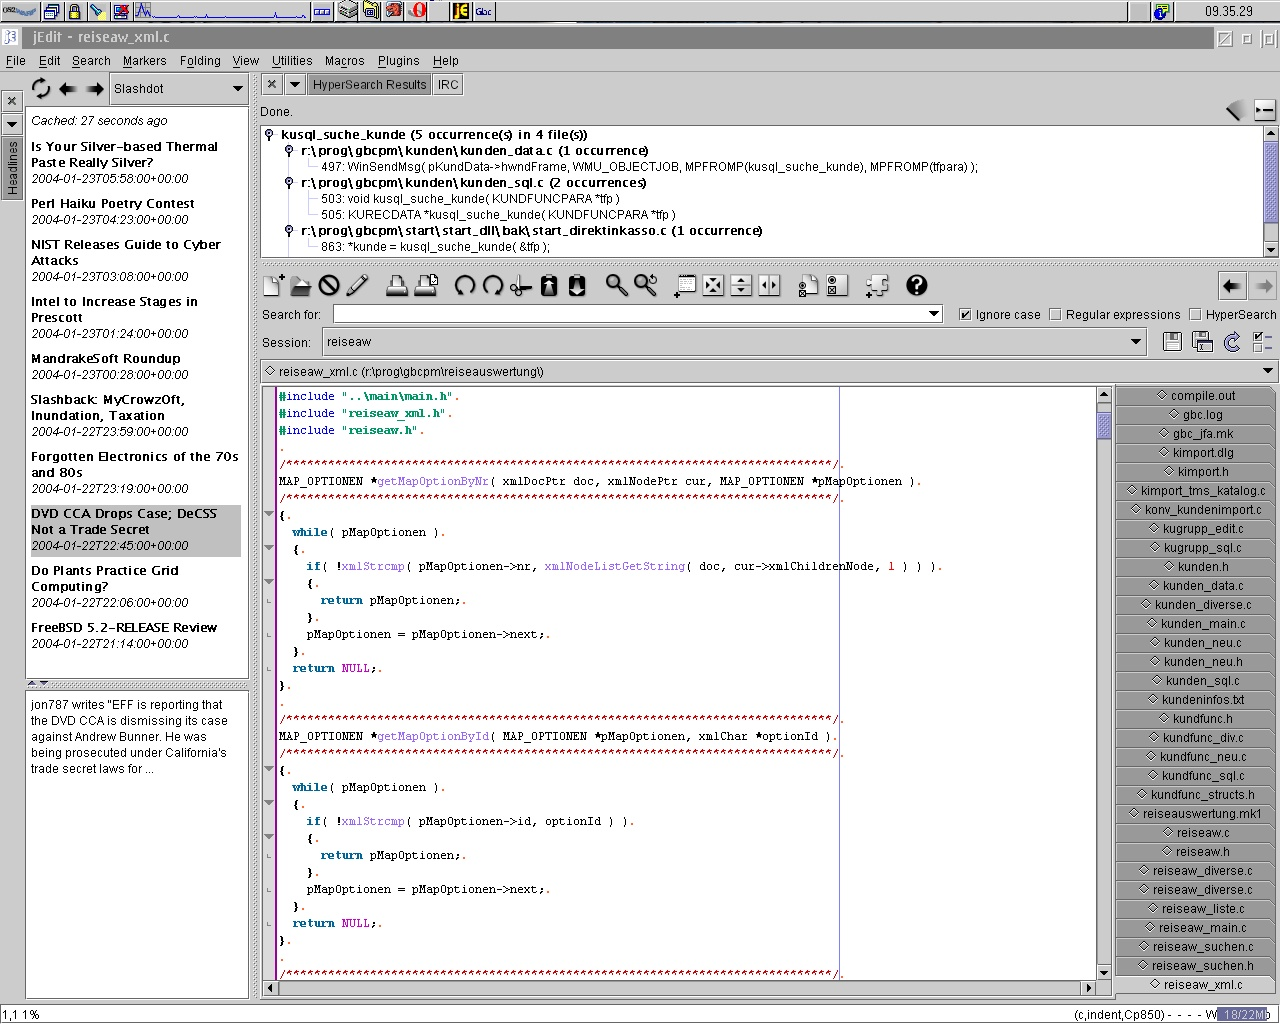 OS2
Gbc
09.35.29
jEdit - reiseaw_xml.c
File Edit Search Markers Folding View Utilities Macros Plugins Help
Slashdot
HyperSearch Results IRC
Headlines
Cached: 27 seconds ago
Is Your Silver-based Thermal
Paste Really Silver?
2004-01-23T05:58:00+00:00
Perl Haiku Poetry Contest
2004-01-23T04:23:00+00:00
NIST Releases Guide to Cyber
Attacks
2004-01-23T03:08:00+00:00
Intel to Increase Stages in
Prescott
2004-01-23T01:24:00+00:00
MandrakeSoft Roundup
2004-01-23T00:28:00+00:00
Slashback: MyCrowzOft,
Inundation, Taxation
2004-01-22T23:59:00+00:00
Forgotten Electronics of the 70s
and 80s
2004-01-22T23:19:00+00:00
DVD CCA Drops Case; DeCSS
Not a Trade Secret
2004-01-22T22:45:00+00:00
Do Plants Practice Grid
Computing?
2004-01-22T22:06:00+00:00
FreeBSD 5.2-RELEASE Review
2004-01-22T21:14:00+00:00
jon787 writes "EFF is reporting that
the DVD CCA is dismissing its case
against Andrew Bunner. He was
being prosecuted under California's
trade secret laws for ...
Done.
kusql_suche_kunde (5 occurrence(s) in 4 file(s))
r:\prog\gbcpm\kunden\kunden_data.c (1 occurrence)
497: WinSendMsg( pKundData->hwndFrame, WMU_OBJECTJOB, MPFROMP(kusql_suche_kunde), MPFROMP(tfpara) );
r:\prog\gbcpm\kunden\kunden_sql.c (2 occurrences)
503: void kusql_suche_kunde( KUNDFUNCPARA *tfp )
505: KURECDATA *kusql_suche_kunde( KUNDFUNCPARA *tfp )
r:\prog\gbcpm\start\start_dll\bak\start_direktinkasso.c (1 occurrence)
863: *kunde = kusql_suche_kunde( &tfp );
Search for: Ignore case Regular expressions HyperSearch
Session: reiseaw
reiseaw_xml.c (r:\prog\gbcpm\reiseauswertung\)
#include "..\main\main.h".
#include "reiseaw_xml.h".
#include "reiseaw.h".
.
/*******************************************************************************/.
MAP_OPTIONEN *getMapOptionByNr( xmlDocPtr doc, xmlNodePtr cur, MAP_OPTIONEN *pMapOptionen ).
/*******************************************************************************/.
{.
while( pMapOptionen ).
{.
if( !xmlStrcmp( pMapOptionen->nr, xmlNodeListGetString( doc, cur->xmlChildrenNode, 1 ) ) ).
{.
return pMapOptionen;.
}.
pMapOptionen = pMapOptionen->next;.
}.
return NULL;.
}.
.
/*******************************************************************************/.
MAP_OPTIONEN *getMapOptionById( MAP_OPTIONEN *pMapOptionen, xmlChar *optionId ).
/*******************************************************************************/.
{.
while( pMapOptionen ).
{.
if( !xmlStrcmp( pMapOptionen->id, optionId ) ).
{.
return pMapOptionen;.
}.
pMapOptionen = pMapOptionen->next;.
}.
return NULL;.
}.
.
/*******************************************************************************/.
compile.out
gbc.log
gbc_jfa.mk
kimport.dlg
kimport.h
kimport_tms_katalog.c
konv_kundenimport.c
kugrupp_edit.c
kugrupp_sql.c
kunden.h
kunden_data.c
kunden_diverse.c
kunden_main.c
kunden_neu.c
kunden_neu.h
kunden_sql.c
kundeninfos.txt
kundfunc.h
kundfunc_div.c
kundfunc_neu.c
kundfunc_sql.c
kundfunc_structs.h
reiseauswertung.mk1
reiseaw.c
reiseaw.h
reiseaw_diverse.c
reiseaw_diverse.c
reiseaw_liste.c
reiseaw_main.c
reiseaw_suchen.c
reiseaw_suchen.h
reiseaw_xml.c
1,1 1% (c,indent,Cp850) - - - - W 18/22Mb